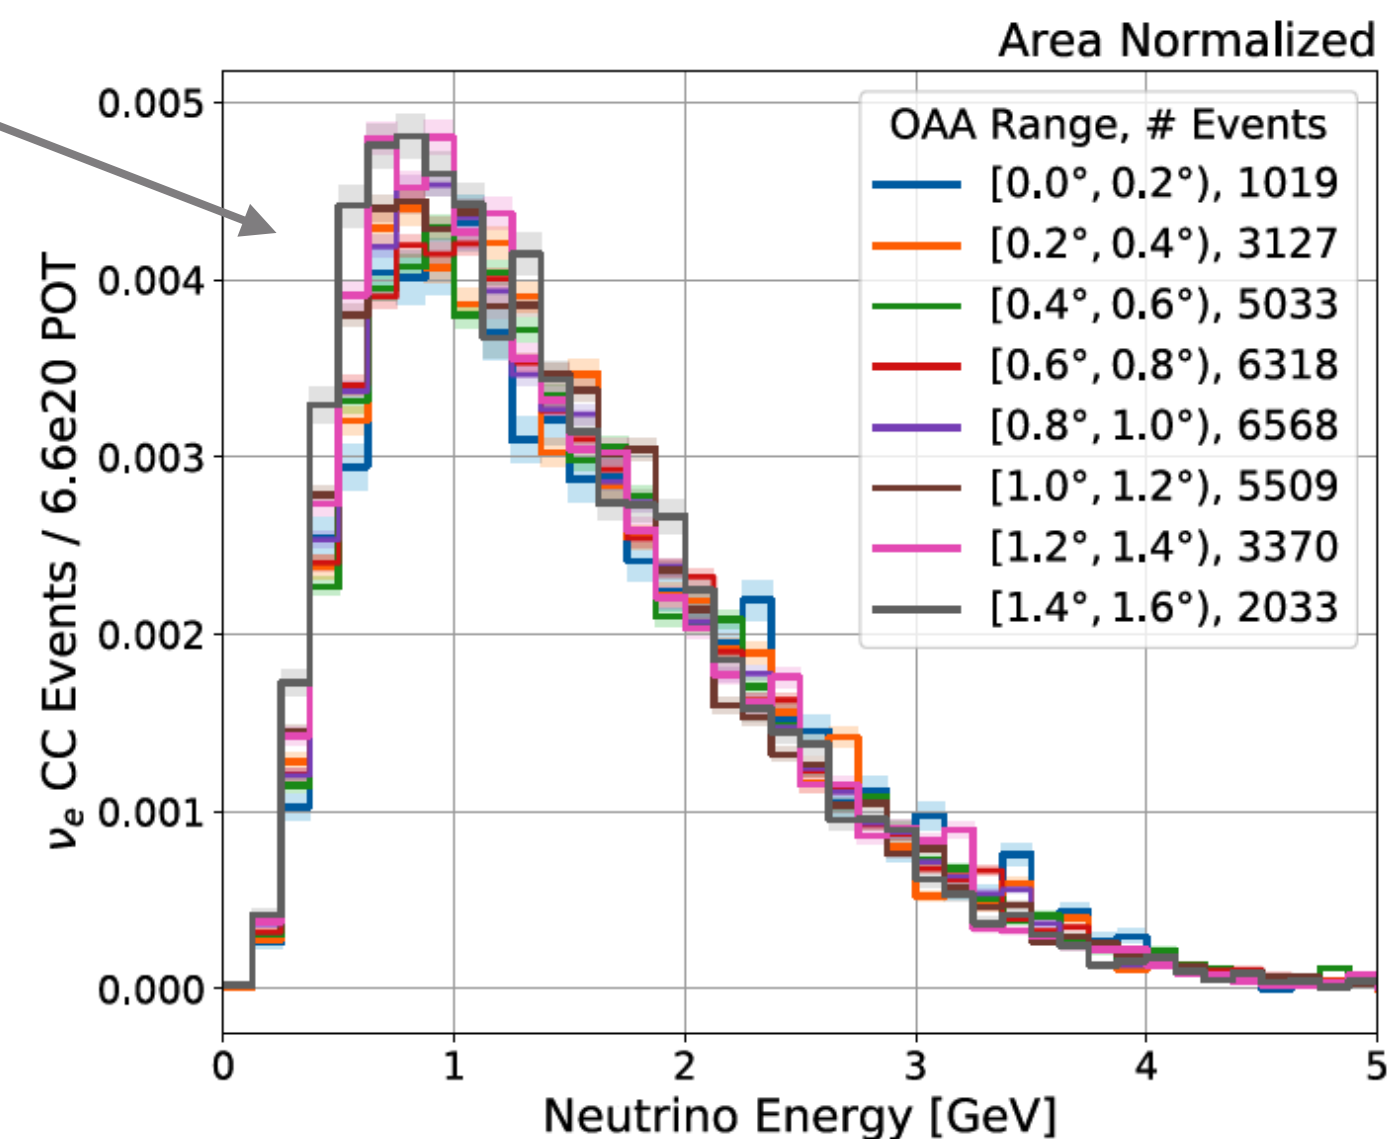 Area Normalized
OAA Range, # Events
[0.0°, 0.2°), 1019
[0.2°, 0.4°), 3127
[0.4°, 0.6°), 5033
[0.6°, 0.8°), 6318
[0.8°, 1.0°), 6568
[1.0°, 1.2°), 5509
[1.2°, 1.4°), 3370
[1.4°, 1.6°), 2033
νe CC Events / 6.6e20 POT
0.005
0.004
0.003
0.002
0.001
0.000
0 1 2 3 4 5
Neutrino Energy [GeV]